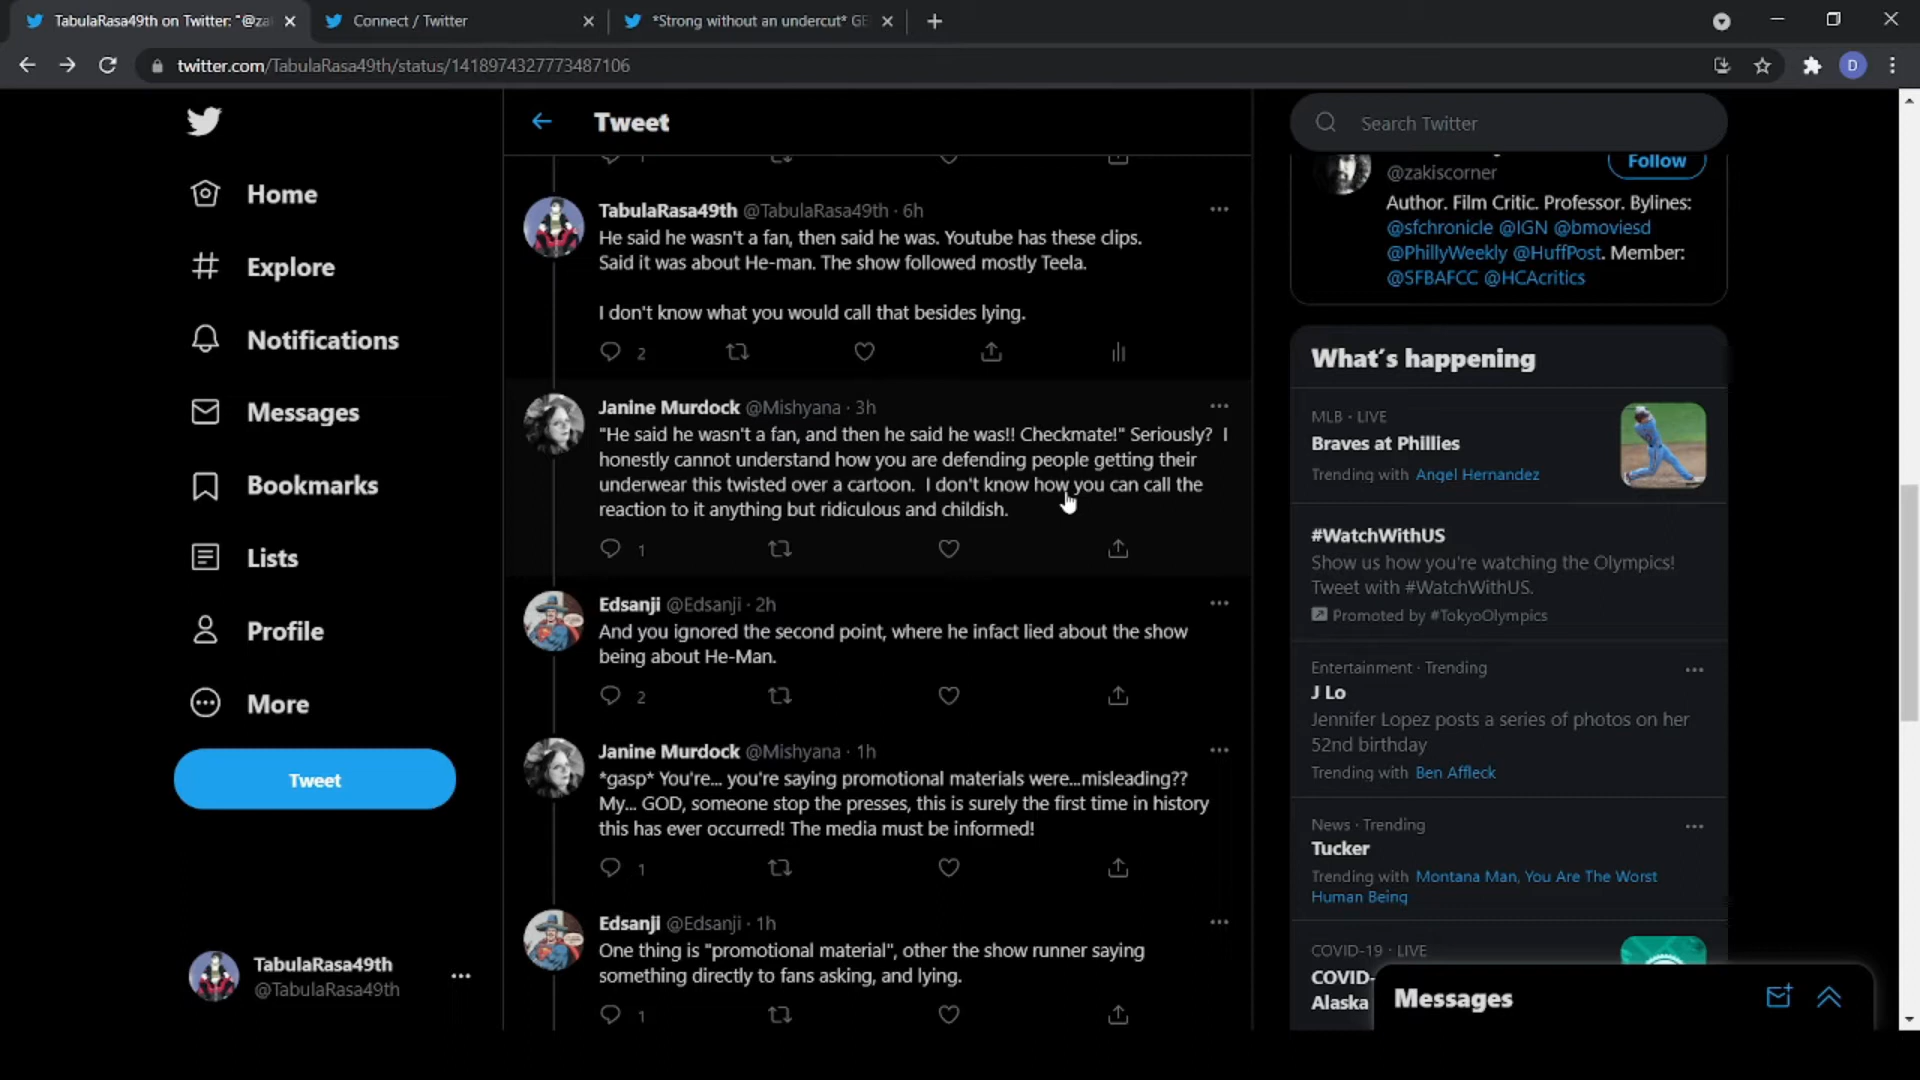 TabulaRasa49th on Twitter: "@za
Connect / Twitter
*Strong without an undercut* GE
twitter.com/TabulaRasa49th/status/1418974327773487106
D
Home
Explore
Notifications
Messages
Bookmarks
Lists
Profile
More
Tweet
TabulaRasa49th
@TabulaRasa49th
Tweet
TabulaRasa49th @TabulaRasa49th · 6h
He said he wasn't a fan, then said he was. Youtube has these clips.
Said it was about He-man. The show followed mostly Teela.
I don't know what you would call that besides lying.
2
Janine Murdock @Mishyana · 3h
"He said he wasn't a fan, and then he said he was!! Checkmate!" Seriously? I
honestly cannot understand how you are defending people getting their
underwear this twisted over a cartoon. I don't know how you can call the
reaction to it anything but ridiculous and childish.
1
Edsanji @Edsanji · 2h
And you ignored the second point, where he infact lied about the show
being about He-Man.
2
Janine Murdock @Mishyana · 1h
*gasp* You're... you're saying promotional materials were...misleading??
My... GOD, someone stop the presses, this is surely the first time in history
this has ever occurred! The media must be informed!
1
Edsanji @Edsanji · 1h
One thing is "promotional material", other the show runner saying
something directly to fans asking, and lying.
1
Search Twitter
@zakiscorner
Follow
Author. Film Critic. Professor. Bylines:
@sfchronicle @IGN @bmoviesd
@PhillyWeekly @HuffPost. Member:
@SFBAFCC @HCAcritics
What's happening
MLB · LIVE
Braves at Phillies
Trending with Angel Hernandez
#WatchWithUS
Show us how you're watching the Olympics!
Tweet with #WatchWithUS.
Promoted by #TokyoOlympics
Entertainment · Trending
J Lo
Jennifer Lopez posts a series of photos on her
52nd birthday
Trending with Ben Affleck
News · Trending
Tucker
Trending with Montana Man, You Are The Worst
Human Being
COVID-19 · LIVE
COVID-
Alaska
Messages